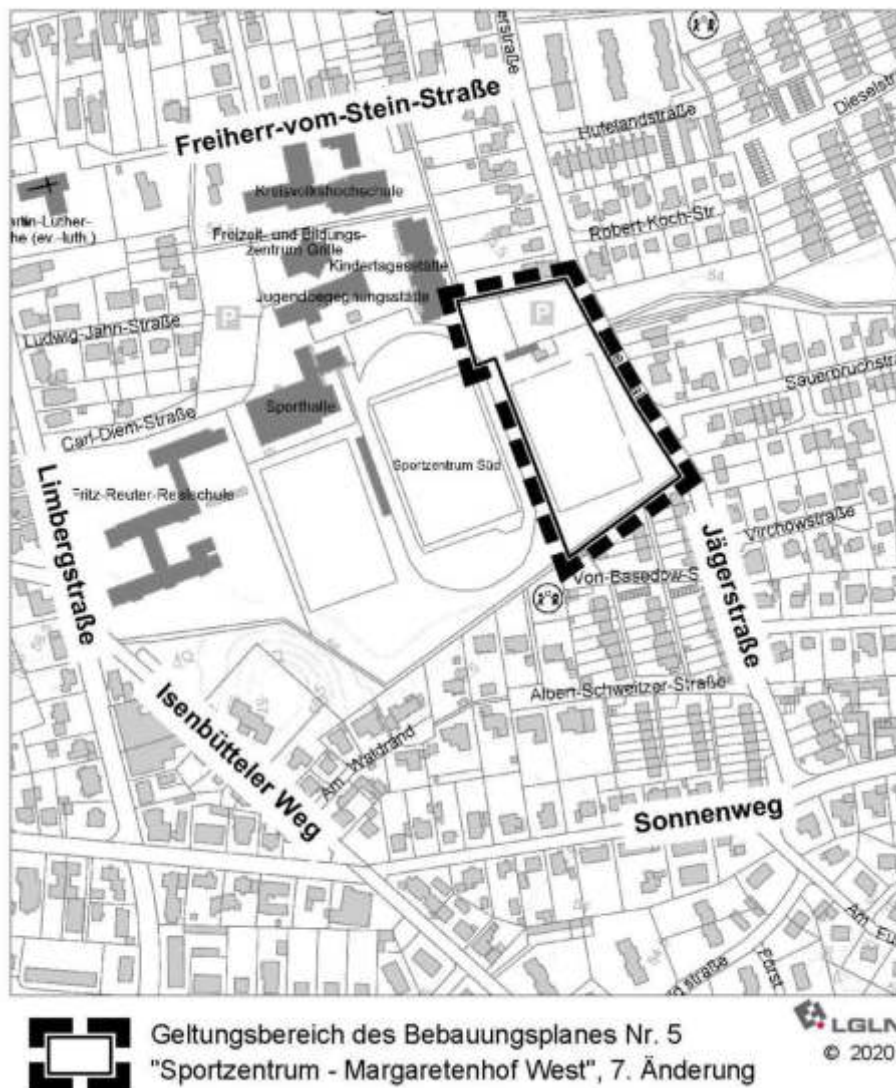 Freiherr-vom-Stein-Straße
Hufelandstraße
Kreisvolkshochschule
Robert-Koch-Str
Freizeit- und Bildungs-
zentrum Grille
Kindertagesstätte
Jugendbegegnungsstätte
P
P
Ludwig-Jahn-Straße
Carl-Diem-Straße
Sporthalle
Sportzentrum Süd
Fritz-Reuter-Realschule
Limbergstraße
Virchowstraße
Jägerstraße
Von-Basedow-S
Albert-Schweitzer-Straße
Isenbütteler Weg
Am Waldrand
Sonnenweg
Geltungsbereich des Bebauungsplanes Nr. 5
"Sportzentrum - Margaretenhof West", 7. Änderung
LGLN
© 2020